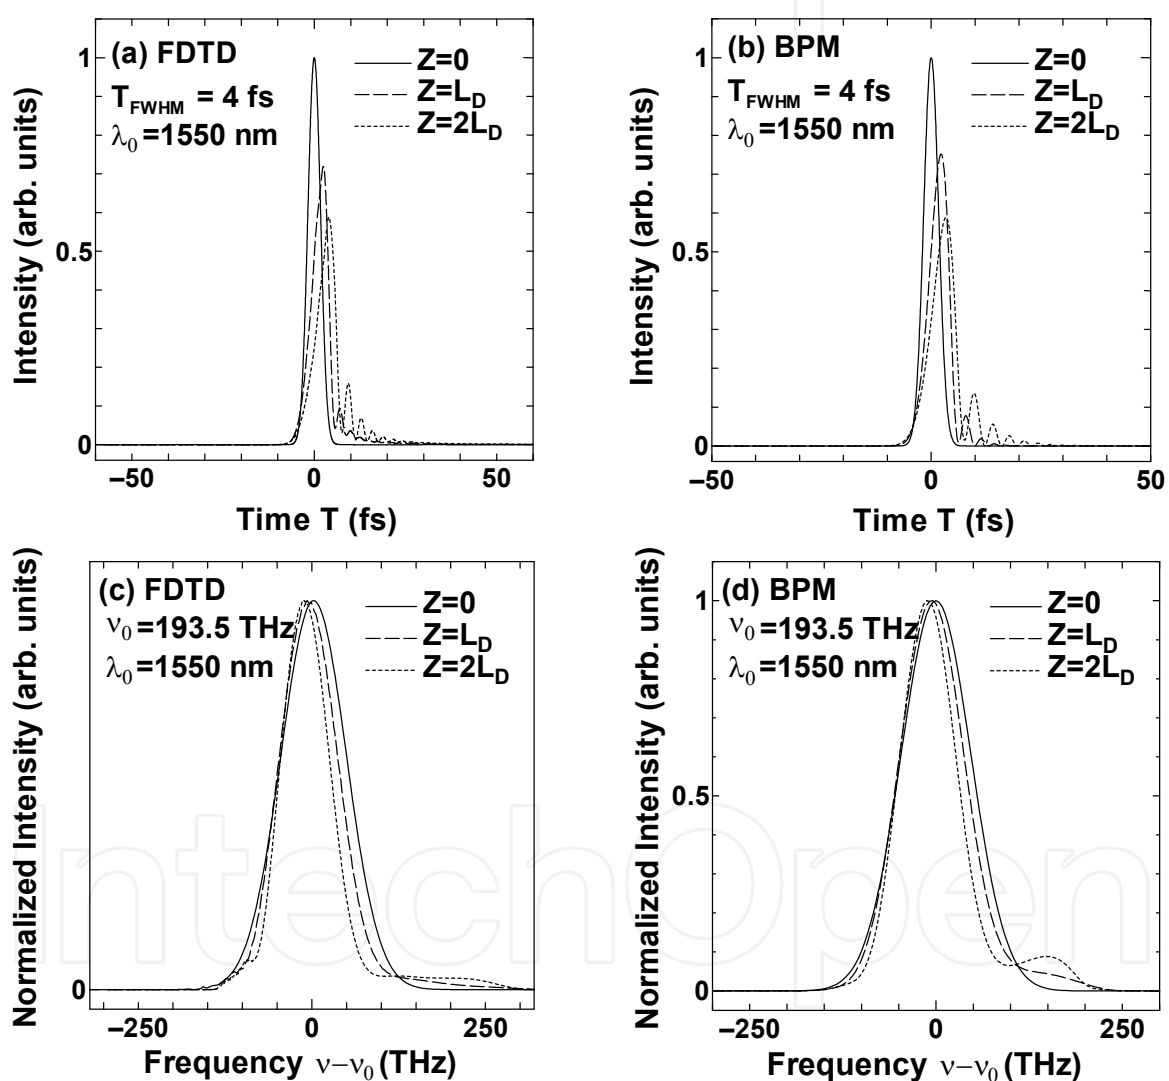 (a) FDTD
Z=0
Z=L_D
Z=2L_D
T_FWHM = 4 fs
λ₀=1550 nm
1
0.5
0
Intensity (arb. units)
−50
0
50
Time T (fs)
(b) BPM
Z=0
Z=L_D
Z=2L_D
T_FWHM = 4 fs
λ₀=1550 nm
1
0.5
0
Intensity (arb. units)
−50
0
50
Time T (fs)
(c) FDTD
Z=0
Z=L_D
Z=2L_D
ν₀=193.5 THz
λ₀=1550 nm
0
Normalized Intensity (arb. units)
−250
0
250
Frequency ν−ν₀ (THz)
(d) BPM
Z=0
Z=L_D
Z=2L_D
ν₀=193.5 THz
λ₀=1550 nm
1
0.5
0
Normalized Intensity (arb. units)
−250
0
250
Frequency ν−ν₀ (THz)
IntechOpen